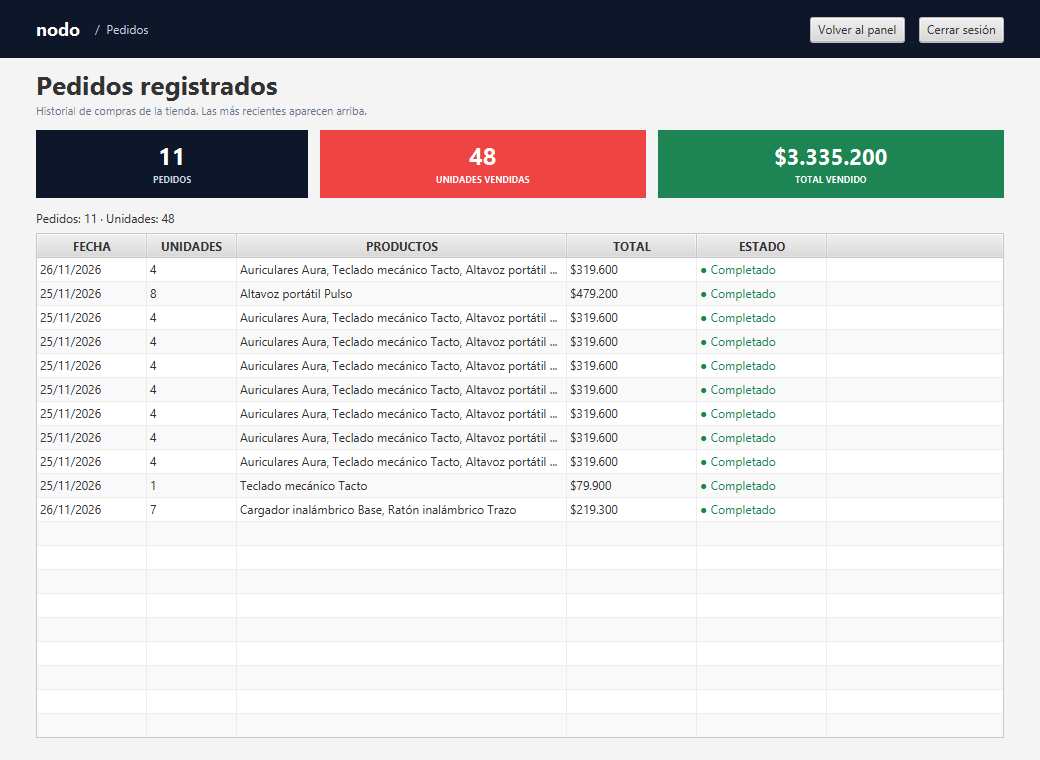 nodo / Pedidos Volver al panel Cerrar sesión
Pedidos registrados
Historial de compras de la tienda. Las más recientes aparecen arriba.
11 48 $3.335.200
PEDIDOS UNIDADES VENDIDAS TOTAL VENDIDO
Pedidos: 11 · Unidades: 48
FECHA UNIDADES PRODUCTOS TOTAL ESTADO
26/11/2026 4 Auriculares Aura, Teclado mecánico Tacto, Altavoz portátil ... $319.600 ● Completado
25/11/2026 8 Altavoz portátil Pulso $479.200 ● Completado
25/11/2026 4 Auriculares Aura, Teclado mecánico Tacto, Altavoz portátil ... $319.600 ● Completado
25/11/2026 4 Auriculares Aura, Teclado mecánico Tacto, Altavoz portátil ... $319.600 ● Completado
25/11/2026 4 Auriculares Aura, Teclado mecánico Tacto, Altavoz portátil ... $319.600 ● Completado
25/11/2026 4 Auriculares Aura, Teclado mecánico Tacto, Altavoz portátil ... $319.600 ● Completado
25/11/2026 4 Auriculares Aura, Teclado mecánico Tacto, Altavoz portátil ... $319.600 ● Completado
25/11/2026 4 Auriculares Aura, Teclado mecánico Tacto, Altavoz portátil ... $319.600 ● Completado
25/11/2026 4 Auriculares Aura, Teclado mecánico Tacto, Altavoz portátil ... $319.600 ● Completado
25/11/2026 1 Teclado mecánico Tacto $79.900 ● Completado
26/11/2026 7 Cargador inalámbrico Base, Ratón inalámbrico Trazo $219.300 ● Completado